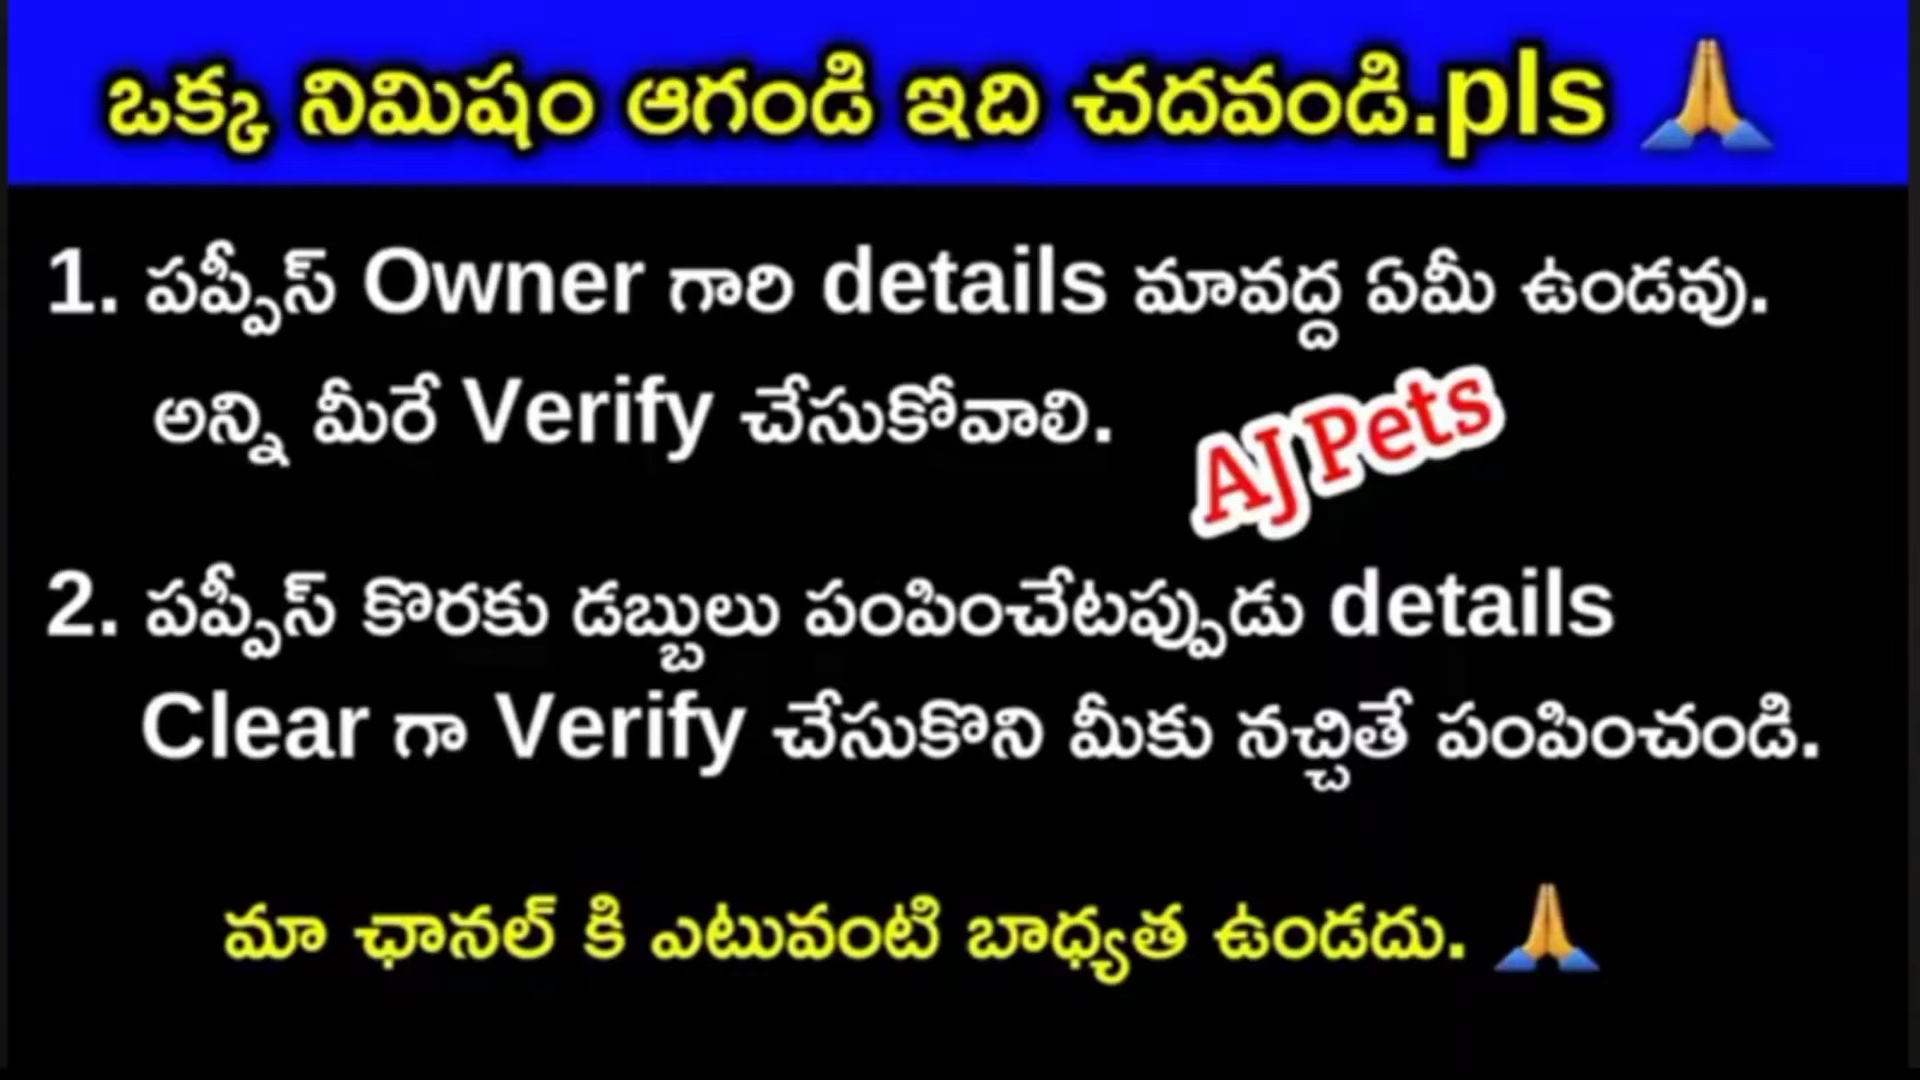 ఒక్క నిమిషం ఆగండి ఇది చదవండి.pls 🙏
1. పప్పీస్ Owner గారి details మావద్ద ఏమీ ఉండవు.
అన్ని మీరే Verify చేసుకోవాలి.
AJ Pets
2. పప్పీస్ కొరకు డబ్బులు పంపించేటప్పుడు details
Clear గా Verify చేసుకొని మీకు నచ్చితే పంపించండి.
మా ఛానల్ కి ఎటువంటి బాధ్యత ఉండదు. 🙏